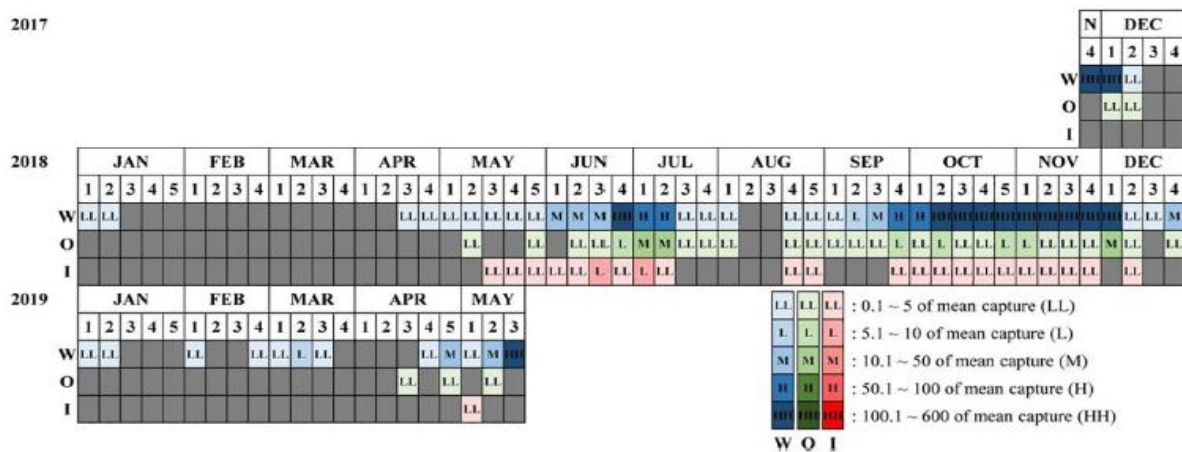 2017
N DEC
4 1 2 3 4
W HH HH LL
O LL LL
I
2018 JAN FEB MAR APR MAY JUN JUL AUG SEP OCT NOV DEC
1 2 3 4 5 1 2 3 4 1 2 3 4 1 2 3 4 1 2 3 4 5 1 2 3 4 1 2 3 4 1 2 3 4 5 1 2 3 4 1 2 3 4 5 1 2 3 4 1 2 3 4
W LL LL LL LL LL LL LL LL LL M M M HH H H LL LL LL LL LL LL L M H H HH HH HH HH HH HH HH HH HH LL LL M
O LL LL LL LL L M M LL LL LL LL LL LL LL LL L LL L LL LL L L LL LL LL M LL LL
I LL LL LL LL LL L LL L LL LL LL LL LL LL LL LL LL LL LL LL LL LL
2019 JAN FEB MAR APR MAY
1 2 3 4 5 1 2 3 4 1 2 3 4 1 2 3 4 5 1 2 3
W LL LL LL LL LL L LL LL M LL M HH
O LL LL LL
I LL
LL LL LL : 0.1 ~ 5 of mean capture (LL)
L L L : 5.1 ~ 10 of mean capture (L)
M M M : 10.1 ~ 50 of mean capture (M)
H H H : 50.1 ~ 100 of mean capture (H)
HH HH HH : 100.1 ~ 600 of mean capture (HH)
W O I